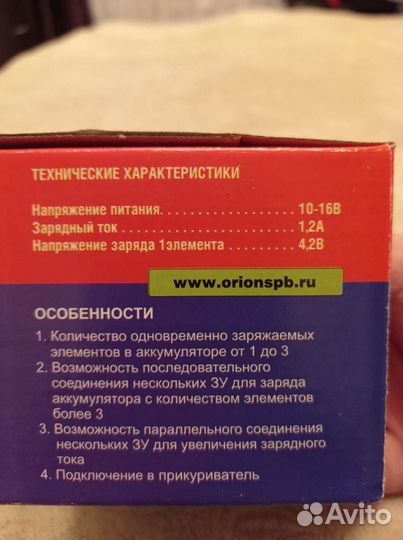 ТЕХНИЧЕСКИЕ ХАРАКТЕРИСТИКИ
Напряжение питания. . . . . . . . . . . . . . . . 10-16В
Зарядный ток . . . . . . . . . . . . . . . . . . . . . 1,2А
Напряжение заряда 1элемента . . . . . . . . 4,2В
www.orionspb.ru
ОСОБЕННОСТИ
1. Количество одновременно заряжаемых
элементов в аккумуляторе от 1 до 3
2. Возможность последовательного
соединения нескольких ЗУ для заряда
аккумулятора с количеством элементов
более 3
3. Возможность параллельного соединения
нескольких ЗУ для увеличения зарядного
тока
4. Подключение в прикуриватель
Avito